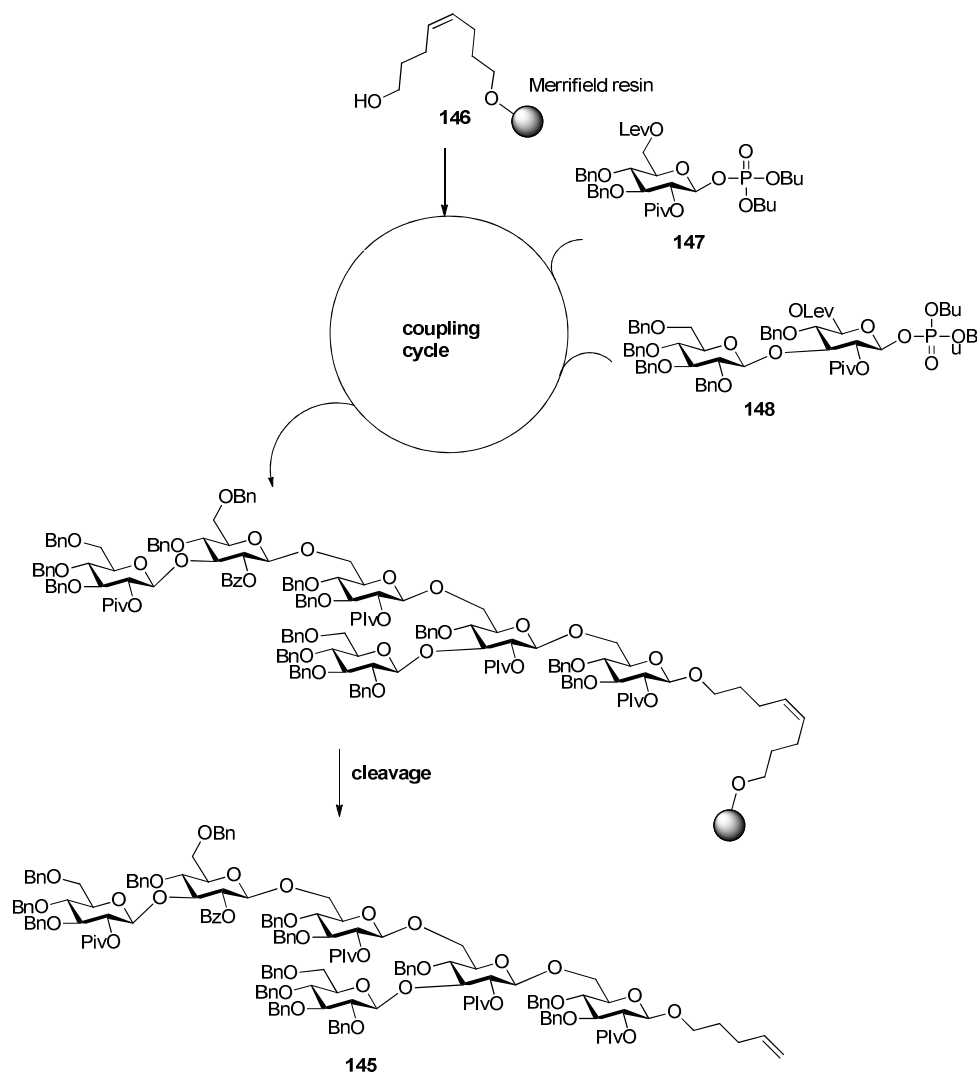 HO
O
Merrifield resin
146
LevO
BnO
BnO
O
O
P
O
OBu
OBu
PivO
147
coupling
cycle
BnO
BnO
BnO
BnO
O
O
OLev
BnO
O
PivO
O
P
O
OBu
OB
u
148
OBn
BnO
BnO
BnO
PivO
O
O
BnO
O
BzO
O
BnO
BnO
O
PIvO
O
BnO
BnO
BnO
BnO
O
O
BnO
O
PIvO
O
BnO
BnO
O
PIvO
O
O
cleavage
OBn
BnO
BnO
BnO
PivO
O
O
BnO
O
BzO
O
BnO
BnO
O
PIvO
O
BnO
BnO
BnO
BnO
O
O
BnO
O
PIvO
O
BnO
BnO
O
PIvO
O
145